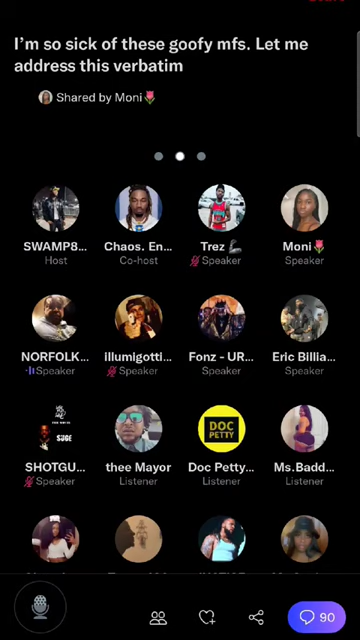 I'm so sick of these goofy mfs. Let me
address this verbatim
Shared by Moni🌷
SWAMP8... Chaos. En... Trez 🦾 Moni🌷
Host Co-host Speaker Speaker
NORFOLK... illumigotti... Fonz - UR... Eric Billia...
Speaker Speaker Speaker Speaker
DOC
PETTY
SHOTGU... thee Mayor Doc Petty... Ms.Badd...
Speaker Listener Listener Listener
90